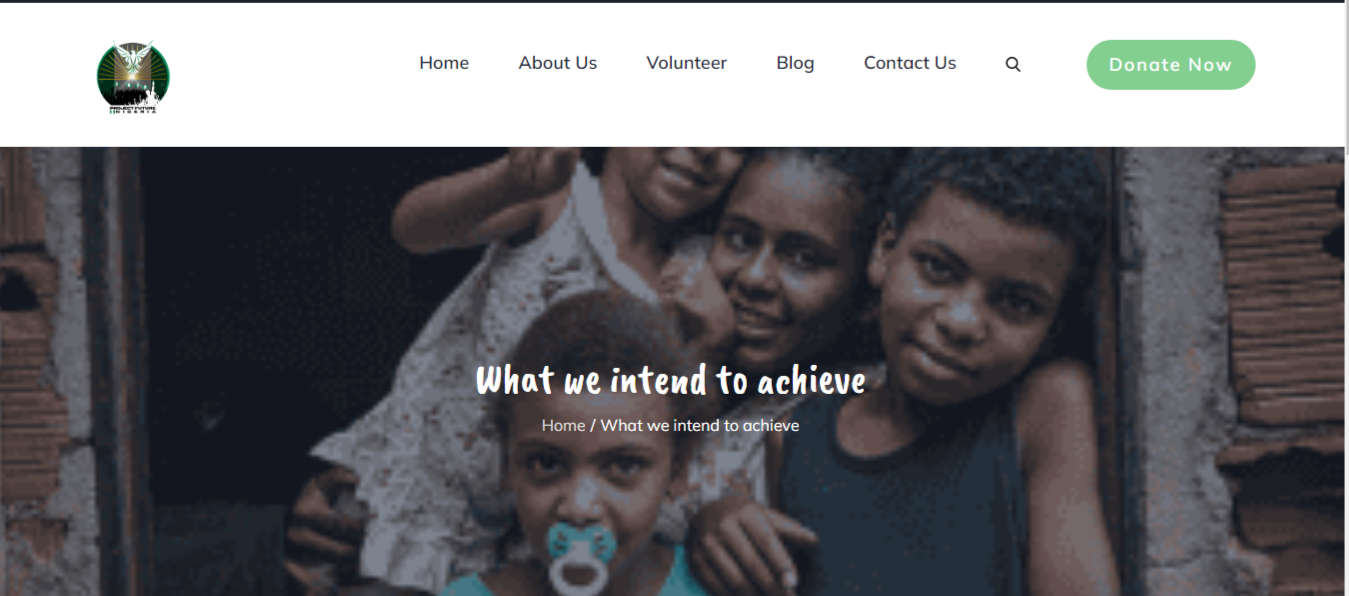 Home About Us Volunteer Blog Contact Us Donate Now
PROJECT FUTURE
NIGERIA
What we intend to achieve
Home / What we intend to achieve